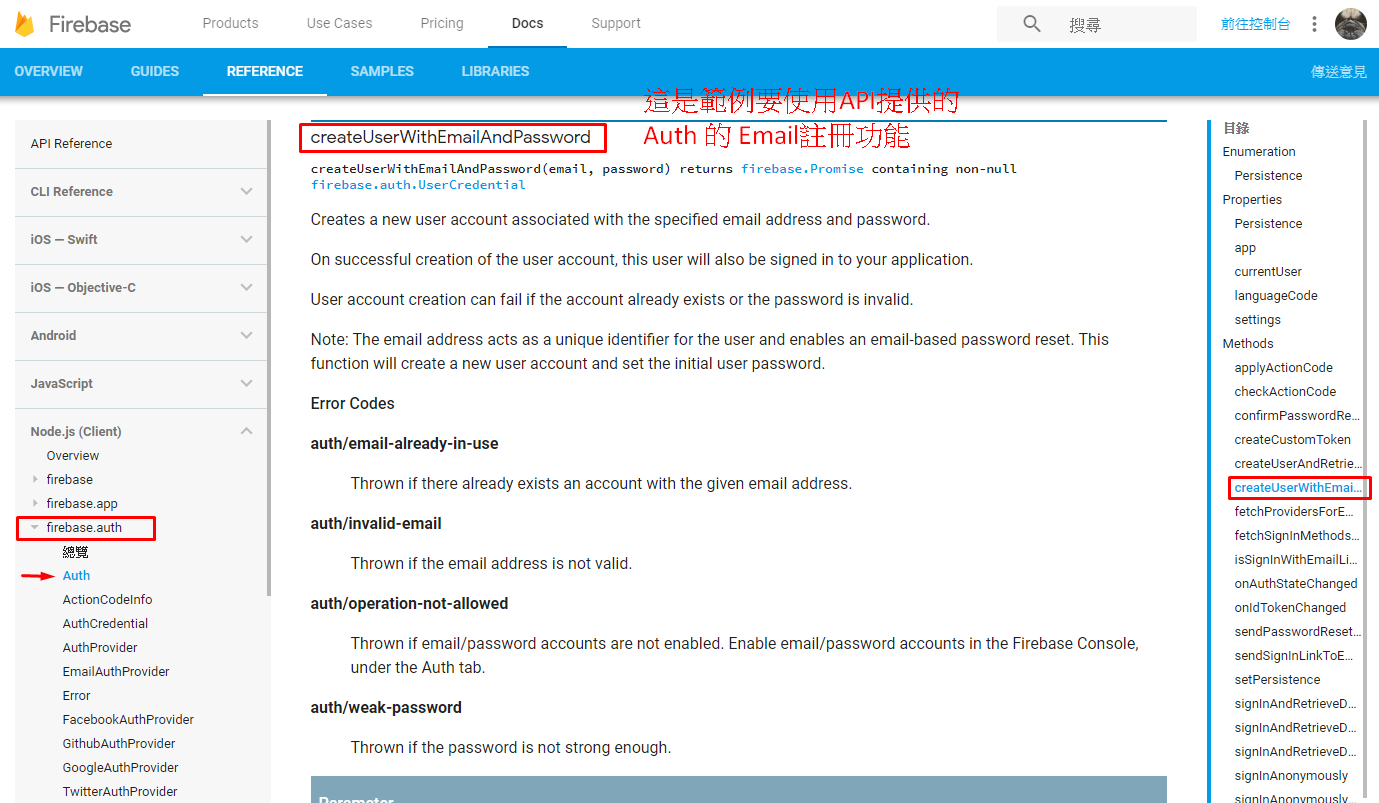 Firebase
Products
Use Cases
Pricing
Docs
Support
搜尋
前往控制台
OVERVIEW
GUIDES
REFERENCE
SAMPLES
LIBRARIES
傳送意見
這是範例要使用API提供的
Auth 的 Email註冊功能
API Reference
CLI Reference
iOS — Swift
iOS — Objective-C
Android
JavaScript
Node.js (Client)
Overview
firebase
firebase.app
firebase.auth
總覽
Auth
ActionCodeInfo
AuthCredential
AuthProvider
EmailAuthProvider
Error
FacebookAuthProvider
GithubAuthProvider
GoogleAuthProvider
TwitterAuthProvider
createUserWithEmailAndPassword
createUserWithEmailAndPassword(email, password) returns firebase.Promise containing non-null
firebase.auth.UserCredential
Creates a new user account associated with the specified email address and password.
On successful creation of the user account, this user will also be signed in to your application.
User account creation can fail if the account already exists or the password is invalid.
Note: The email address acts as a unique identifier for the user and enables an email-based password reset. This
function will create a new user account and set the initial user password.
Error Codes
auth/email-already-in-use
Thrown if there already exists an account with the given email address.
auth/invalid-email
Thrown if the email address is not valid.
auth/operation-not-allowed
Thrown if email/password accounts are not enabled. Enable email/password accounts in the Firebase Console,
under the Auth tab.
auth/weak-password
Thrown if the password is not strong enough.
Parameter
目錄
Enumeration
Persistence
Properties
Persistence
app
currentUser
languageCode
settings
Methods
applyActionCode
checkActionCode
confirmPasswordRe...
createCustomToken
createUserAndRetrie...
createUserWithEmai...
fetchProvidersForE...
fetchSignInMethods...
isSignInWithEmailLi...
onAuthStateChanged
onIdTokenChanged
sendPasswordReset...
sendSignInLinkToE...
setPersistence
signInAndRetrieveD...
signInAndRetrieveD...
signInAndRetrieveD...
signInAnonymously
signInAnonymously...